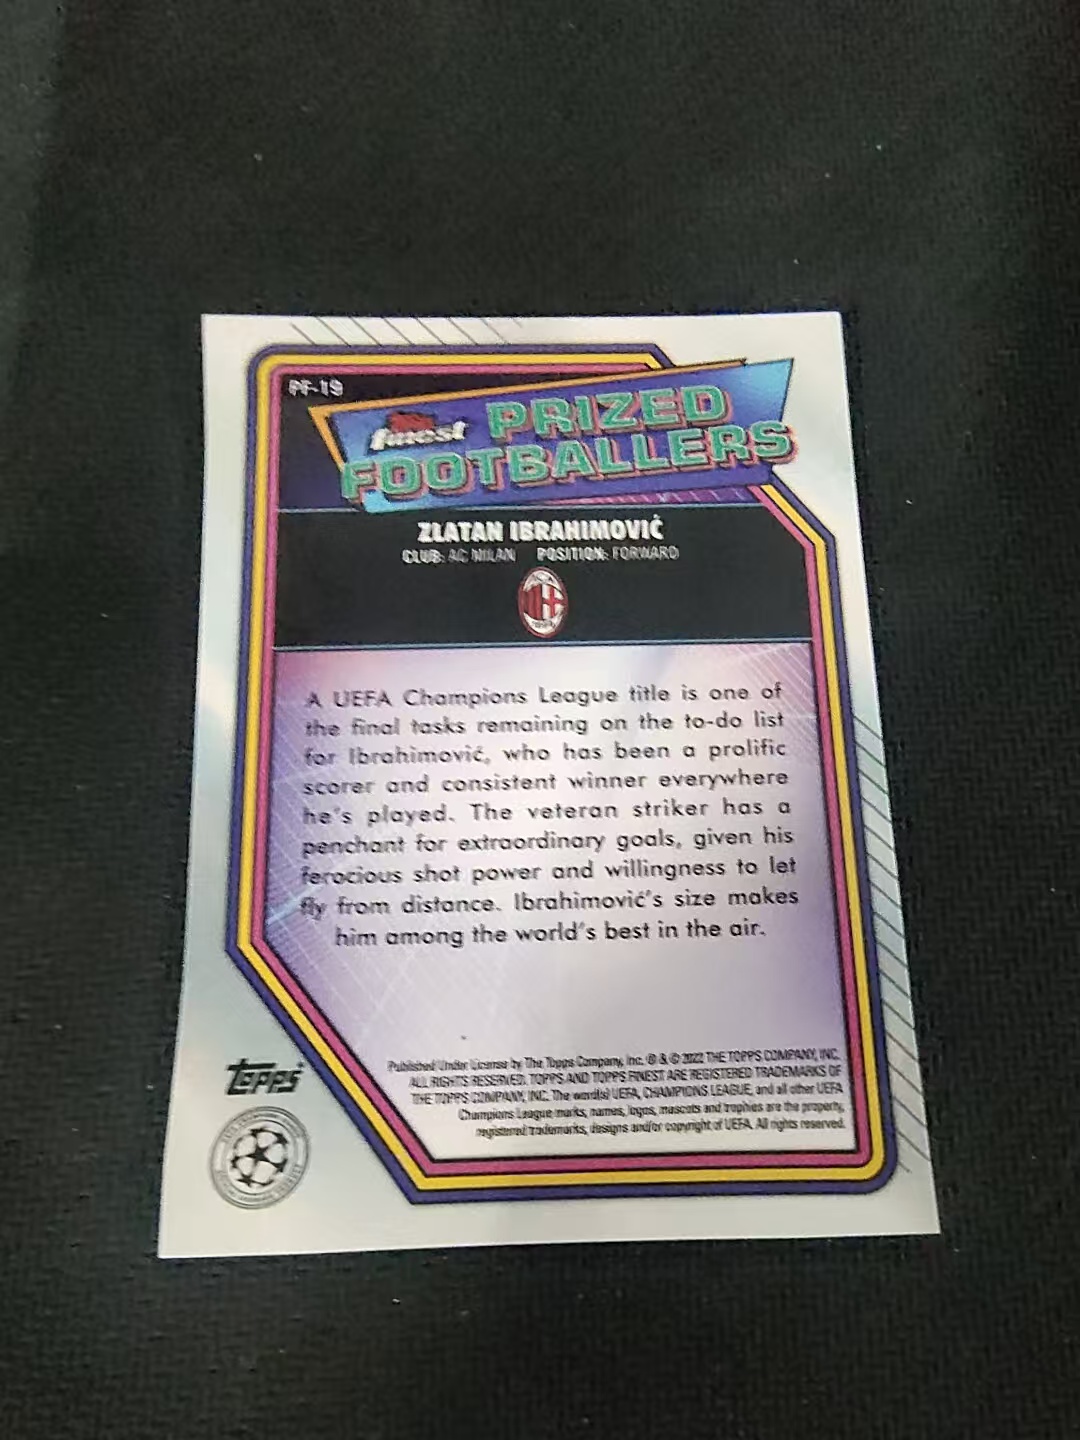 PF-19
finest PRIZED
FOOTBALLERS
ZLATAN IBRAHIMOVIĆ
CLUB: AC MILAN POSITION: FORWARD
A UEFA Champions League title is one of
the final tasks remaining on the to-do list
for Ibrahimović, who has been a prolific
scorer and consistent winner everywhere
he's played. The veteran striker has a
penchant for extraordinary goals, given his
ferocious shot power and willingness to let
fly from distance. Ibrahimović's size makes
him among the world's best in the air.
Published Under License by The Topps Company, Inc. ® & © 2022 THE TOPPS COMPANY, INC.
ALL RIGHTS RESERVED. TOPPS AND TOPPS FINEST ARE REGISTERED TRADEMARKS OF
THE TOPPS COMPANY, INC. The word(s) UEFA, CHAMPIONS LEAGUE, and all other UEFA
Champions League marks, names, logos, mascots and trophies are the property,
registered trademarks, designs and/or copyright of UEFA. All rights reserved.
topps